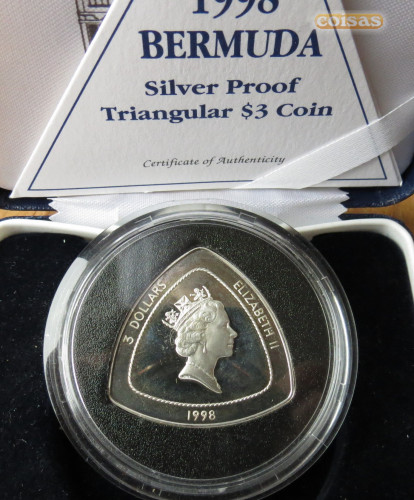 coisas
1998
BERMUDA
Silver Proof
Triangular $3 Coin
Certificate of Authenticity
3 DOLLARS
ELIZABETH II
1998